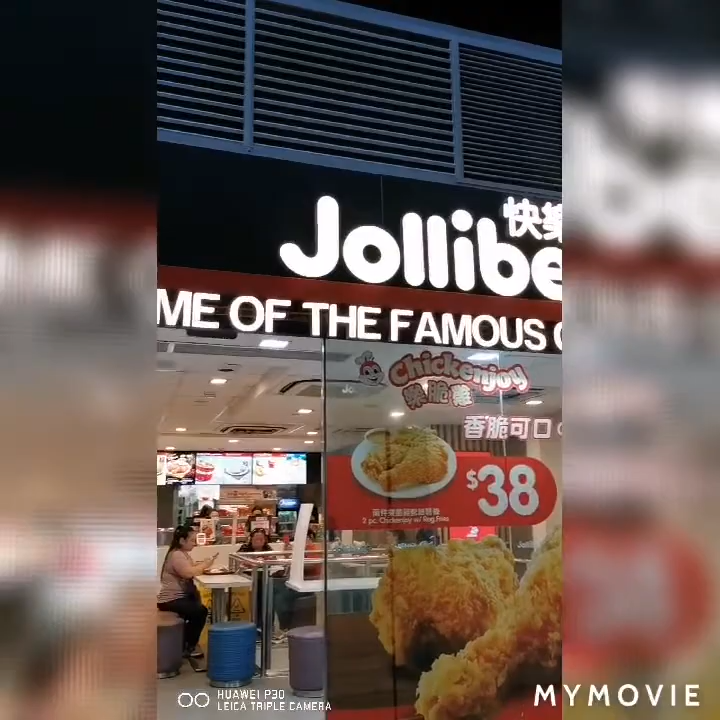 快樂
Jollibe
ME OF THE FAMOUS C
Chickenjoy
樂脆雞
香脆可口
$38
2 pc. Chickenjoy w/ Reg. Fries
HUAWEI P30
LEICA TRIPLE CAMERA
MYMOVIE